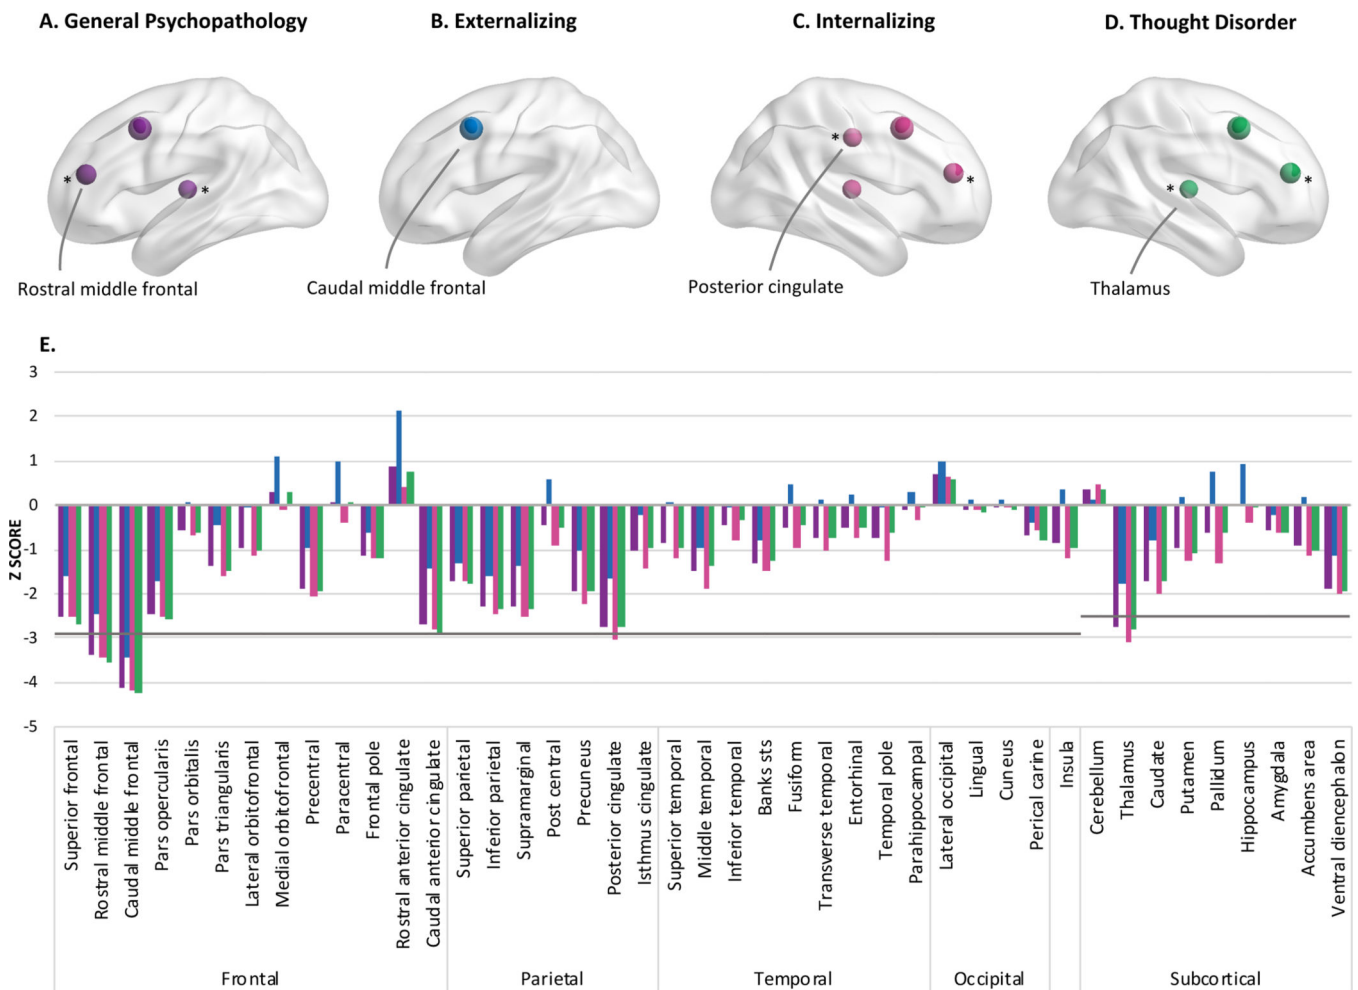 A. General Psychopathology
B. Externalizing
C. Internalizing
D. Thought Disorder
*
*
*
*
*
*
Rostral middle frontal
Caudal middle frontal
Posterior cingulate
Thalamus
E.
Z SCORE
3
2
1
0
-1
-2
-3
-4
-5
Superior frontal
Rostral middle frontal
Caudal middle frontal
Pars opercularis
Pars orbitalis
Pars triangularis
Lateral orbitofrontal
Medial orbitofrontal
Precentral
Paracentral
Frontal pole
Rostral anterior cingulate
Caudal anterior cingulate
Superior parietal
Inferior parietal
Supramarginal
Post central
Precuneus
Posterior cingulate
Isthmus cingulate
Superior temporal
Middle temporal
Inferior temporal
Banks sts
Fusiform
Transverse temporal
Entorhinal
Temporal pole
Parahippocampal
Lateral occipital
Lingual
Cuneus
Perical carine
Insula
Cerebellum
Thalamus
Caudate
Putamen
Pallidum
Hippocampus
Amygdala
Accumbens area
Ventral diencephalon
Frontal
Parietal
Temporal
Occipital
Subcortical